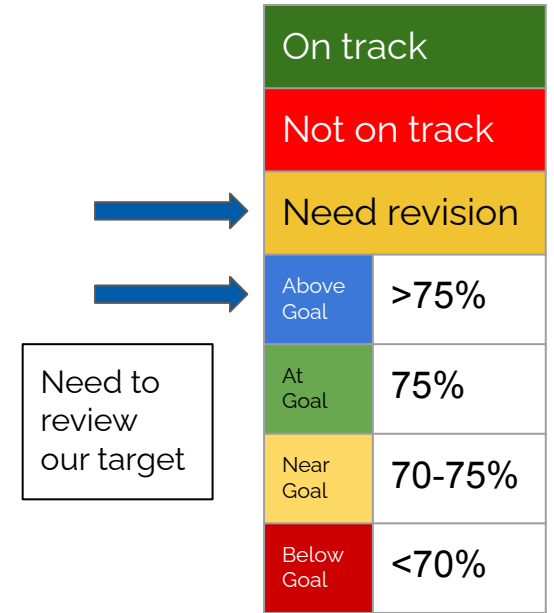 On track
Not on track
Need revision
Above
Goal
>75%
At
Goal
75%
Near
Goal
70-75%
Below
Goal
<70%
Need to
review
our target